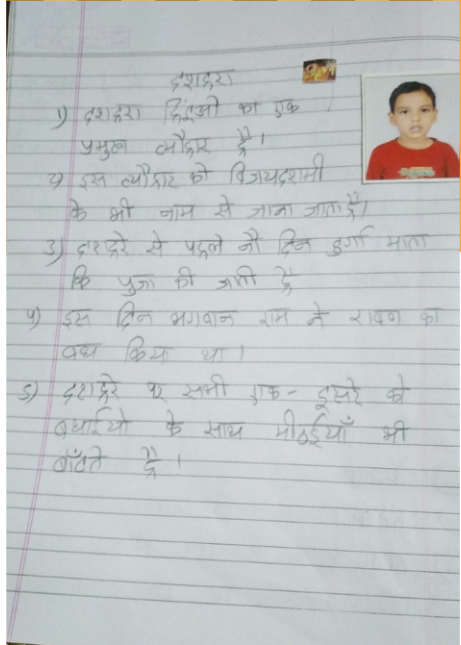 दशहरा
1) दशहरा हिंदुओ का एक
प्रमुख त्यौहार है।
2) इस त्यौहार को विजयदशमी
के भी नाम से जाना जाता है।
3) दशहरे से पहले नौ दिन दुर्गा माता
कि पुजा की जाती है
4) इस दिन भगवान राम ने रावण का
वध किया था।
5) दशहरे पर सभी एक-दूसरे को
बधाईयो के साथ मीठाईयाँ भी
बाँटते है।